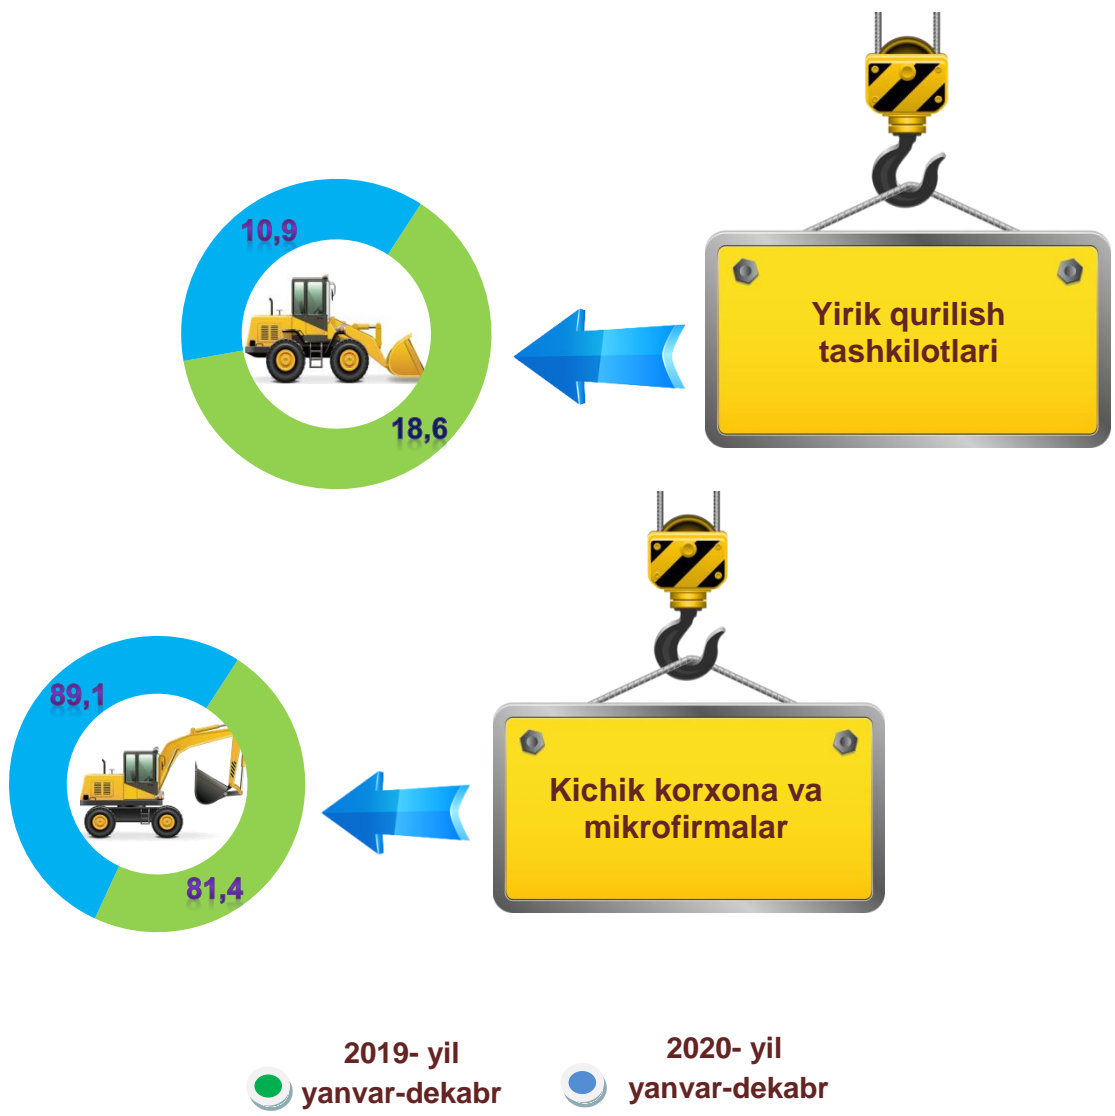 10,9
Yirik qurilish
tashkilotlari
18,6
89,1
Kichik korxona va
mikrofirmalar
81,4
2019- yil
yanvar-dekabr
2020- yil
yanvar-dekabr